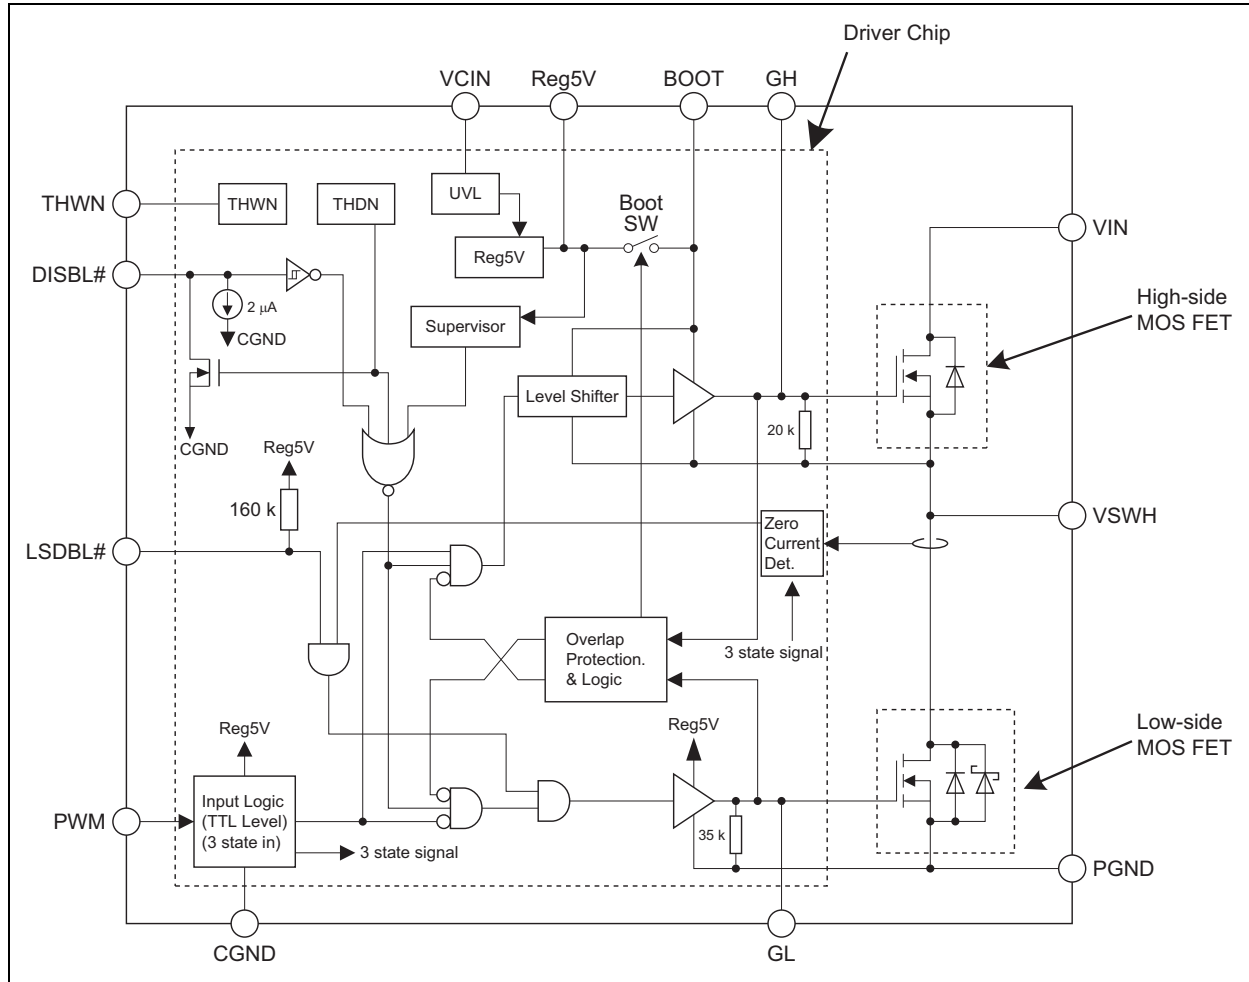 Driver Chip
VCIN
Reg5V
BOOT
GH
THWN
THWN
THDN
UVL
Boot
SW
VIN
DISBL#
Reg5V
2 μA
CGND
High-side
MOS FET
Supervisor
Level Shifter
20 k
CGND
Reg5V
160 k
LSDBL#
Zero
Current
Det.
VSWH
Overlap
Protection.
& Logic
3 state signal
Reg5V
Reg5V
Low-side
MOS FET
PWM
Input Logic
(TTL Level)
(3 state in)
3 state signal
35 k
PGND
CGND
GL